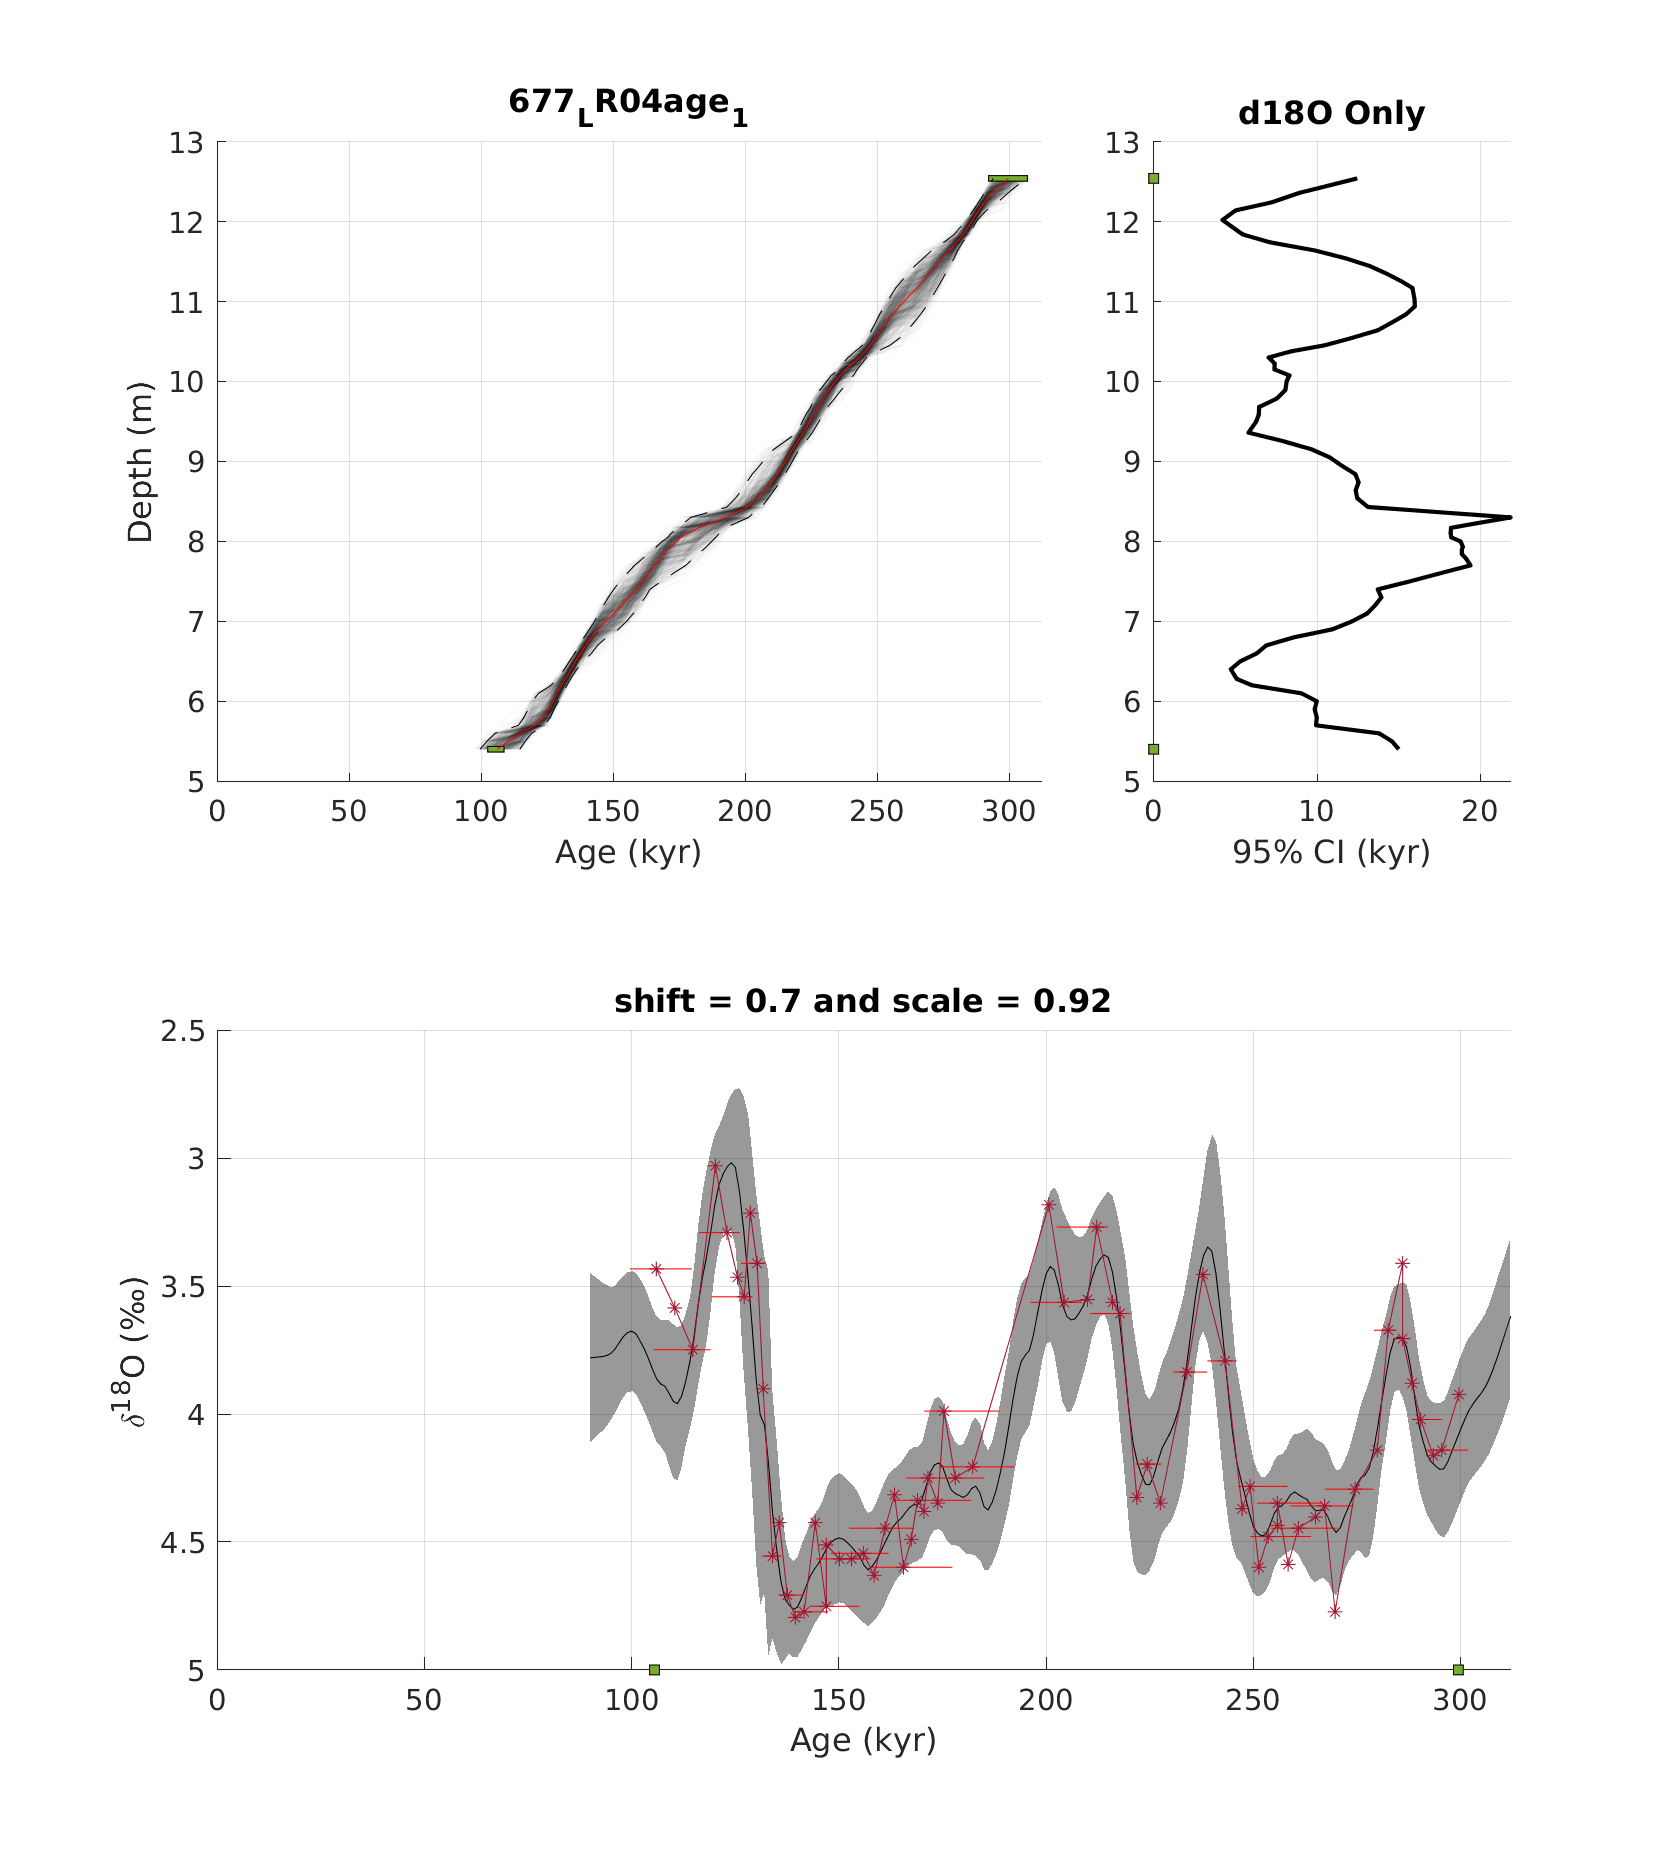 677LR04age1
d18O Only
13
12
11
10
9
8
7
6
5
Depth (m)
0 50 100 150 200 250 300
Age (kyr)
13
12
11
10
9
8
7
6
5
0 10 20
95% CI (kyr)
shift = 0.7 and scale = 0.92
2.5
3
3.5
4
4.5
5
δ18O (‰)
0 50 100 150 200 250 300
Age (kyr)